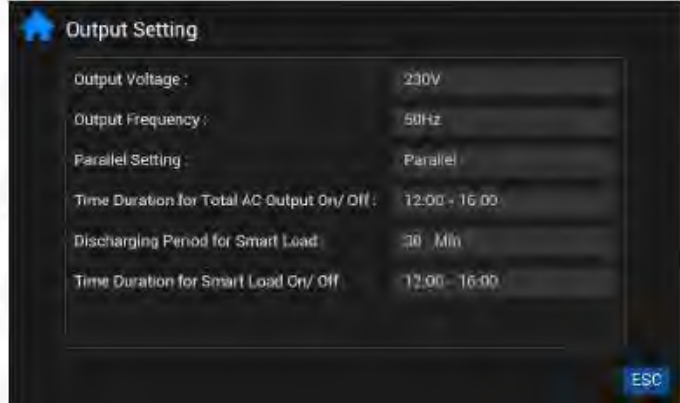 Output Setting
Output Voltage : 230V
Output Frequency : 50Hz
Parallel Setting : Parallel
Time Duration for Total AC Output On/ Off : 12:00 - 16:00
Discharging Period for Smart Load 30 Min
Time Duration for Smart Load On/ Off 12:00 - 16:00
ESC